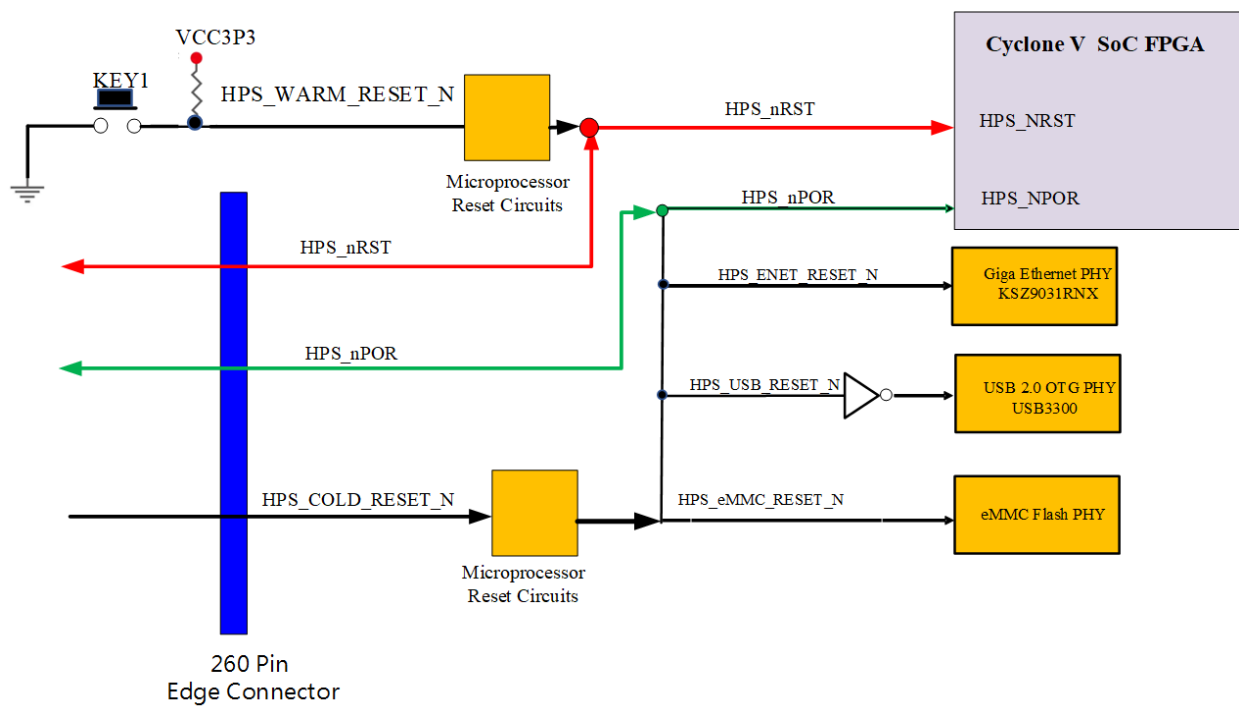 VCC3P3
KEY1
HPS_WARM_RESET_N
Microprocessor
Reset Circuits
HPS_nRST
Cyclone V SoC FPGA
HPS_NRST
HPS_NPOR
HPS_nPOR
HPS_nRST
HPS_ENET_RESET_N
Giga Ethernet PHY
KSZ9031RNX
HPS_nPOR
HPS_USB_RESET_N
USB 2.0 OTG PHY
USB3300
HPS_COLD_RESET_N
HPS_eMMC_RESET_N
eMMC Flash PHY
Microprocessor
Reset Circuits
260 Pin
Edge Connector